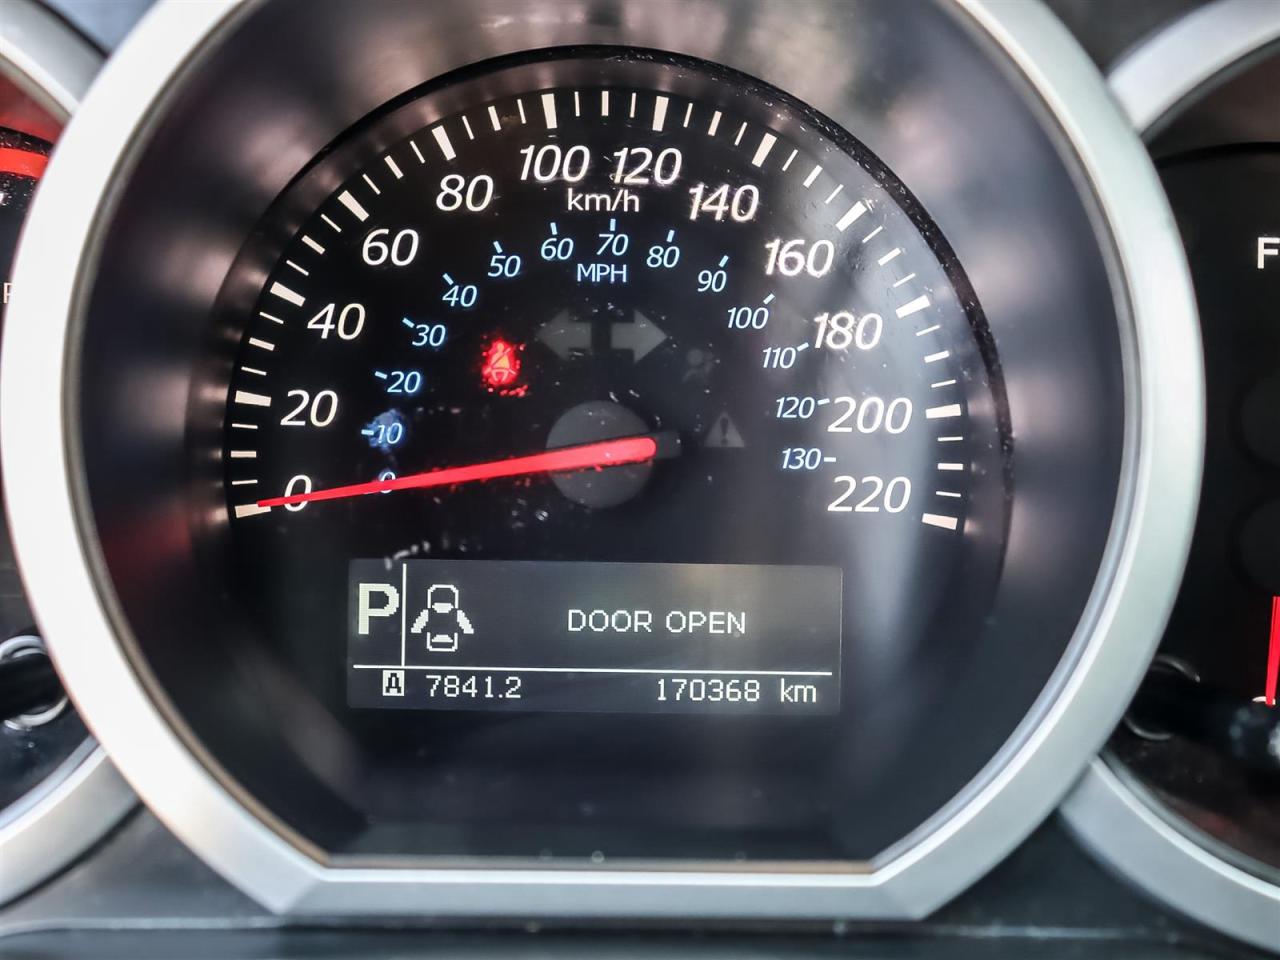 100 120
80 km/h 140
60 50 60 70 80 90 160
MPH
40 40 100 180
30 110
20 20 120 200
10 130
0 0 220
F
P DOOR OPEN
A 7841.2 170368 km